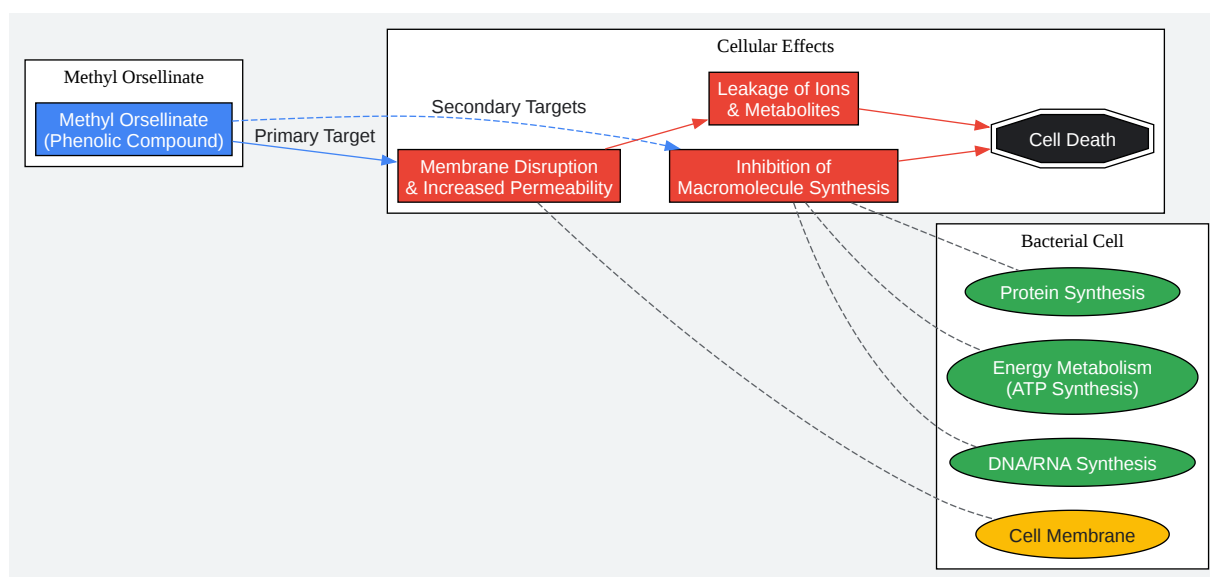 Methyl Orsellinate
Methyl Orsellinate
(Phenolic Compound)
Primary Target
Secondary Targets
Cellular Effects
Membrane Disruption
& Increased Permeability
Leakage of Ions
& Metabolites
Inhibition of
Macromolecule Synthesis
Cell Death
Bacterial Cell
Protein Synthesis
Energy Metabolism
(ATP Synthesis)
DNA/RNA Synthesis
Cell Membrane